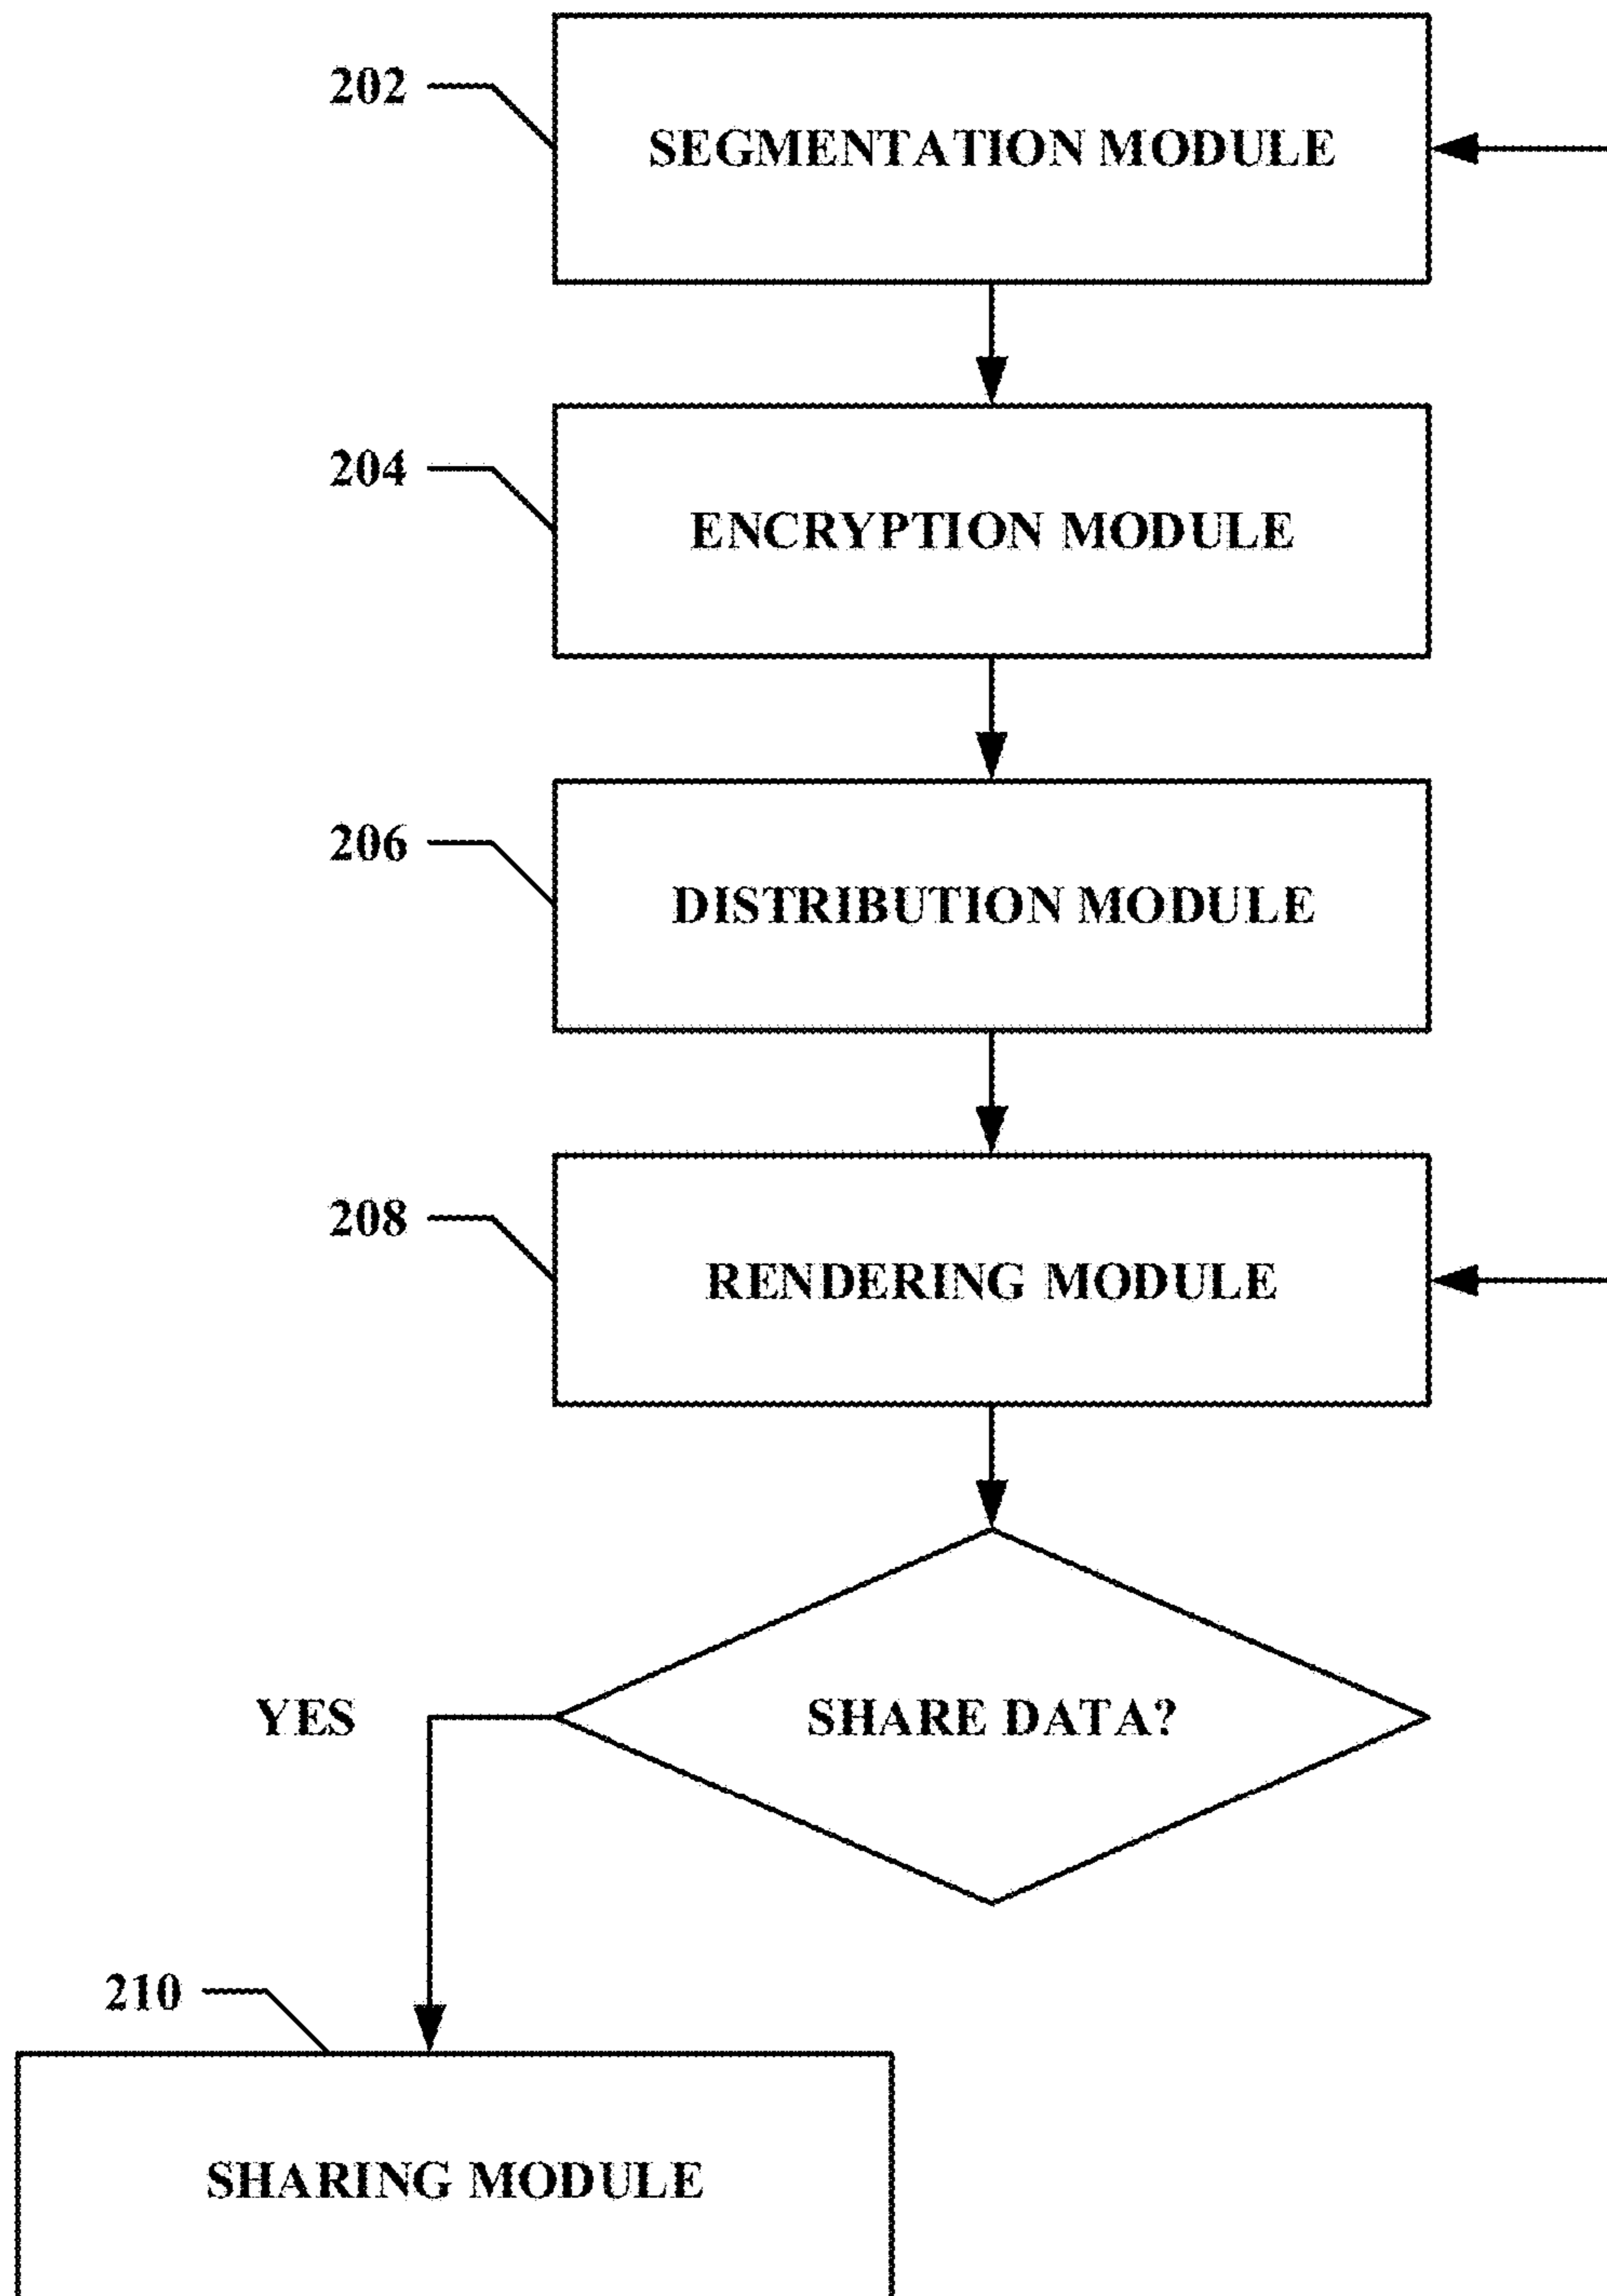 202
SEGMENTATION MODULE
204
ENCRYPTION MODULE
206
DISTRIBUTION MODULE
208
RENDERING MODULE
YES
SHARE DATA?
210
SHARING MODULE